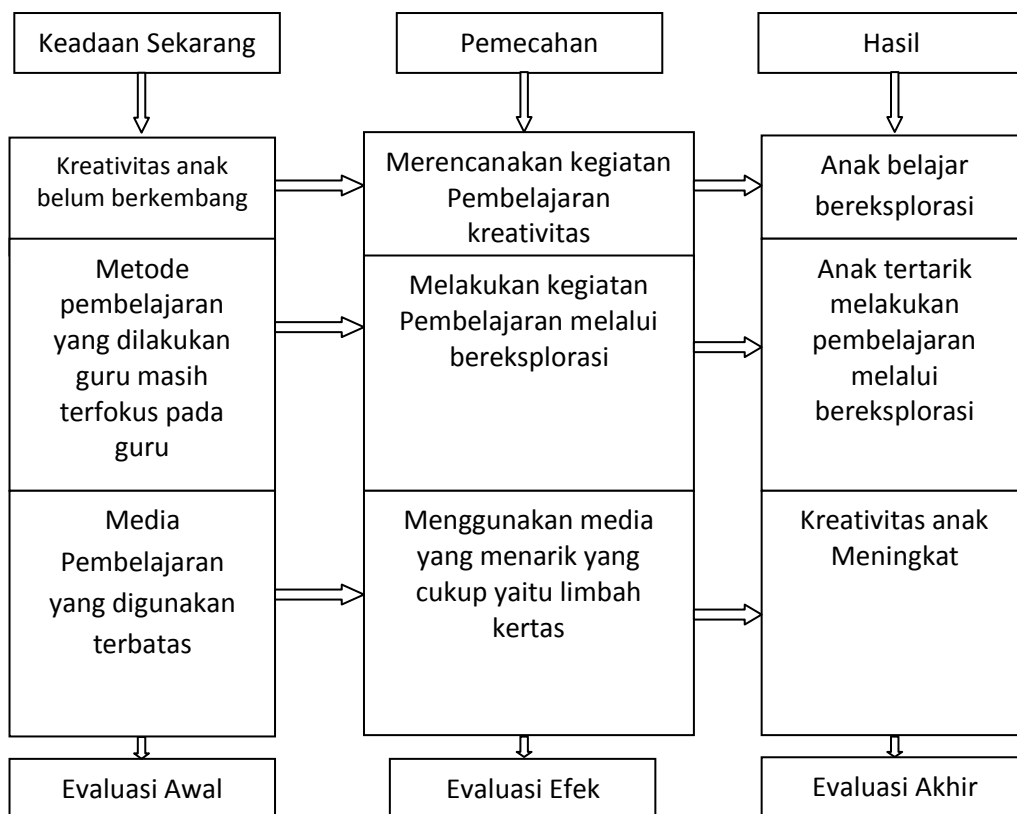 Keadaan Sekarang
Pemecahan
Hasil
Kreativitas anak
belum berkembang
Merencanakan kegiatan
Pembelajaran
kreativitas
Anak belajar
bereksplorasi
Metode
pembelajaran
yang dilakukan
guru masih
terfokus pada
guru
Melakukan kegiatan
Pembelajaran melalui
bereksplorasi
Anak tertarik
melakukan
pembelajaran
melalui
bereksplorasi
Media
Pembelajaran
yang digunakan
terbatas
Menggunakan media
yang menarik yang
cukup yaitu limbah
kertas
Kreativitas anak
Meningkat
Evaluasi Awal
Evaluasi Efek
Evaluasi Akhir